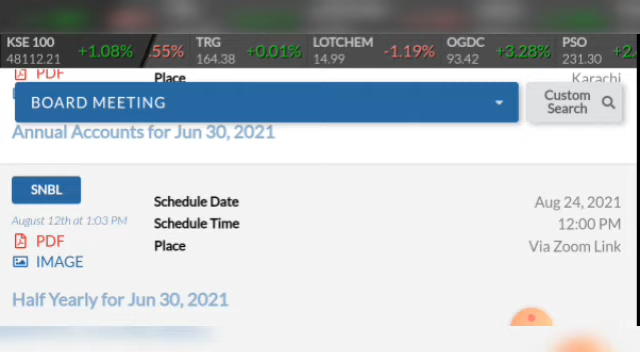 KSE 100 +1.08% .55% TRG +0.01% LOTCHEM -1.19% OGDC +3.28% PSO
48112.21 164.38 14.99 93.42 231.30
PDF Place Karachi
BOARD MEETING Custom Search
Annual Accounts for Jun 30, 2021
SNBL
Schedule Date Aug 24, 2021
August 12th at 1:03 PM Schedule Time 12:00 PM
PDF Place Via Zoom Link
IMAGE
Half Yearly for Jun 30, 2021